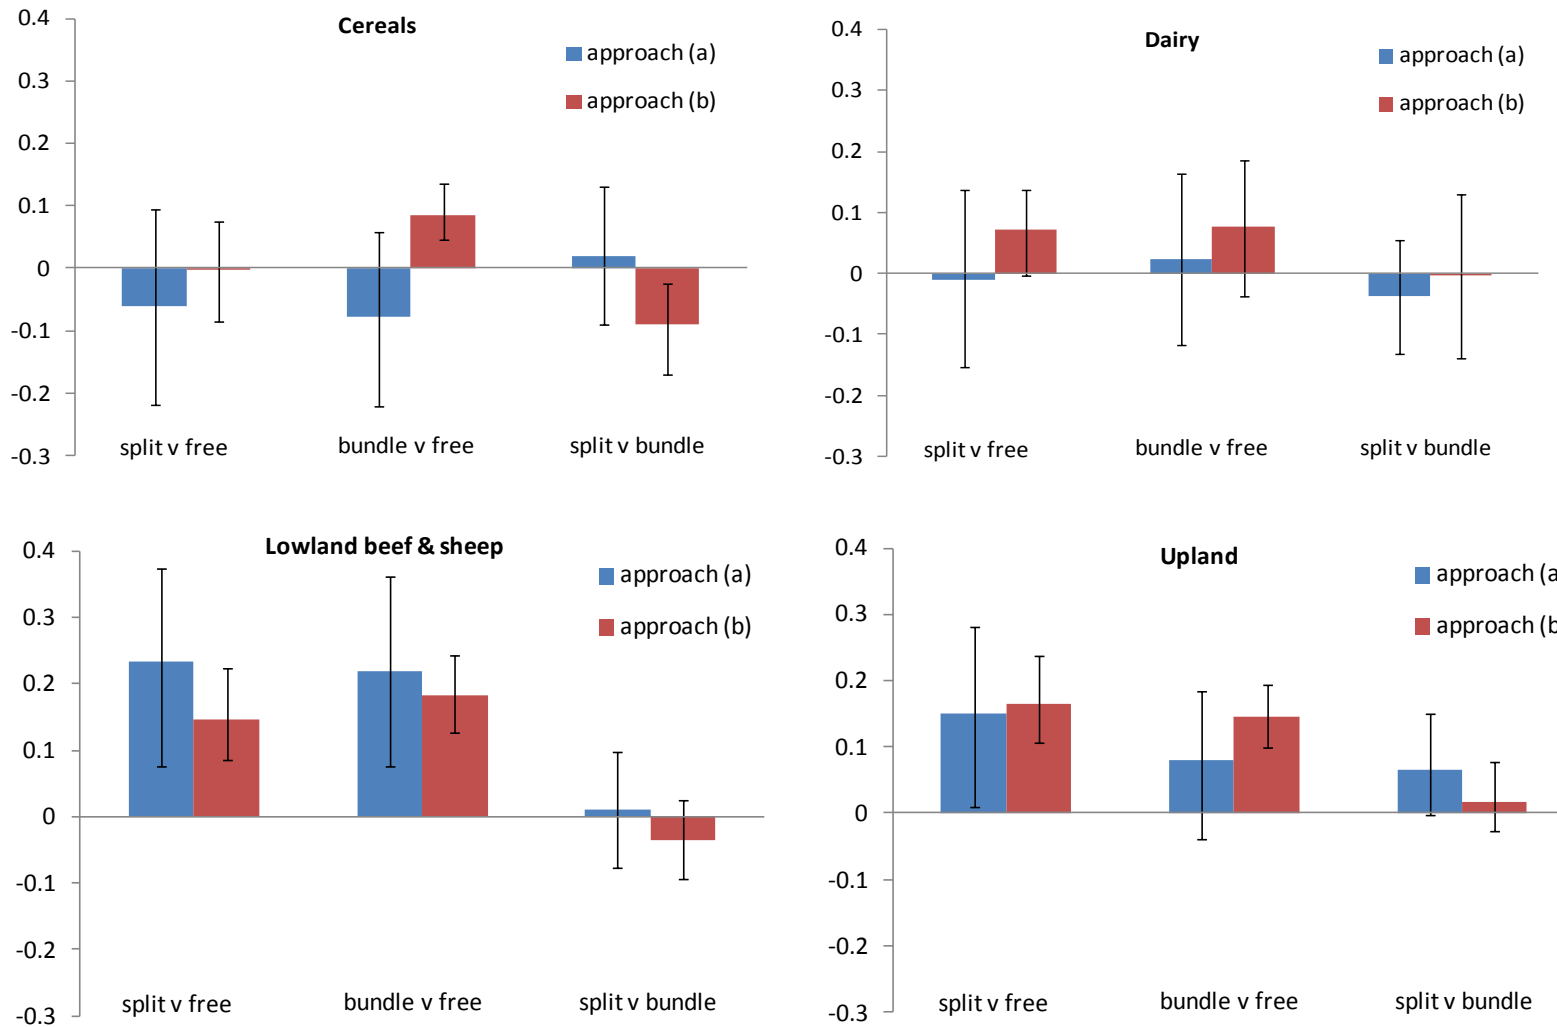 Cereals
approach (a)
approach (b)
0.4
0.3
0.2
0.1
0
-0.1
-0.2
-0.3
split v free
bundle v free
split v bundle
Dairy
approach (a)
approach (b)
0.4
0.3
0.2
0.1
0
-0.1
-0.2
-0.3
split v free
bundle v free
split v bundle
Lowland beef & sheep
approach (a)
approach (b)
0.4
0.3
0.2
0.1
0
-0.1
-0.2
-0.3
split v free
bundle v free
split v bundle
Upland
approach (a
approach (b
0.4
0.3
0.2
0.1
0
-0.1
-0.2
-0.3
split v free
bundle v free
split v bundle